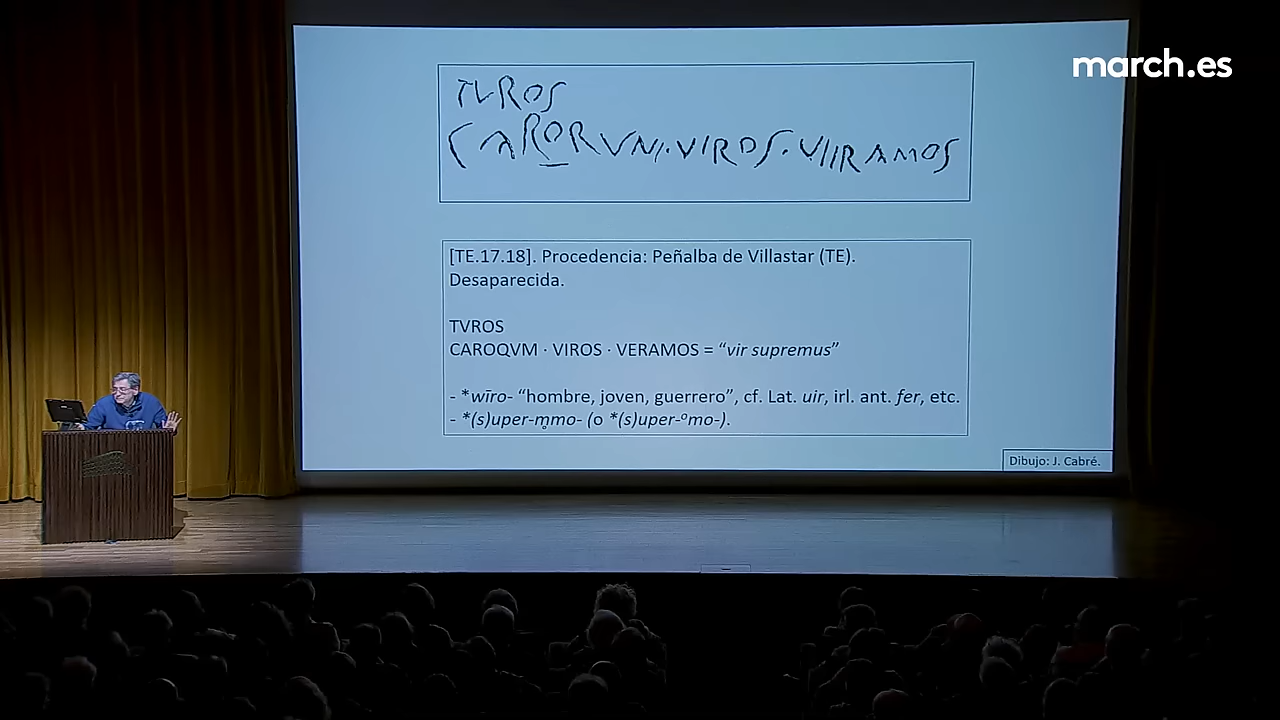 march.es
TVROS
CARORVM·VIROS·VIIRAMOS
[TE.17.18]. Procedencia: Peñalba de Villastar (TE).
Desaparecida.
TVROS
CAROQVM · VIROS · VERAMOS = “vir supremus”
- *wīro- “hombre, joven, guerrero”, cf. Lat. uir, irl. ant. fer, etc.
- *(s)uper-m̥mo- (o *(s)uper-ᵒmo-).
Dibujo: J. Cabré.